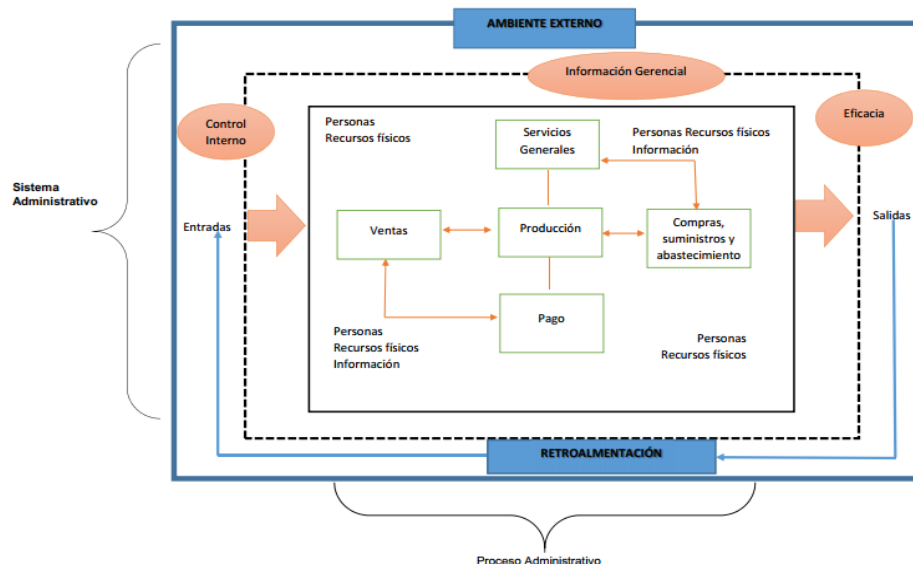 AMBIENTE EXTERNO
Información Gerencial
Eficacia
Control
Interno
Personas
Recursos físicos
Servicios
Generales
Personas Recursos físicos
Información
Sistema
Administrativo
Entradas
Ventas
Producción
Compras,
suministros y
abastecimiento
Salidas
Pago
Personas
Recursos físicos
Información
Personas
Recursos físicos
RETROALMENTACIÓN
Proceso Administrativo